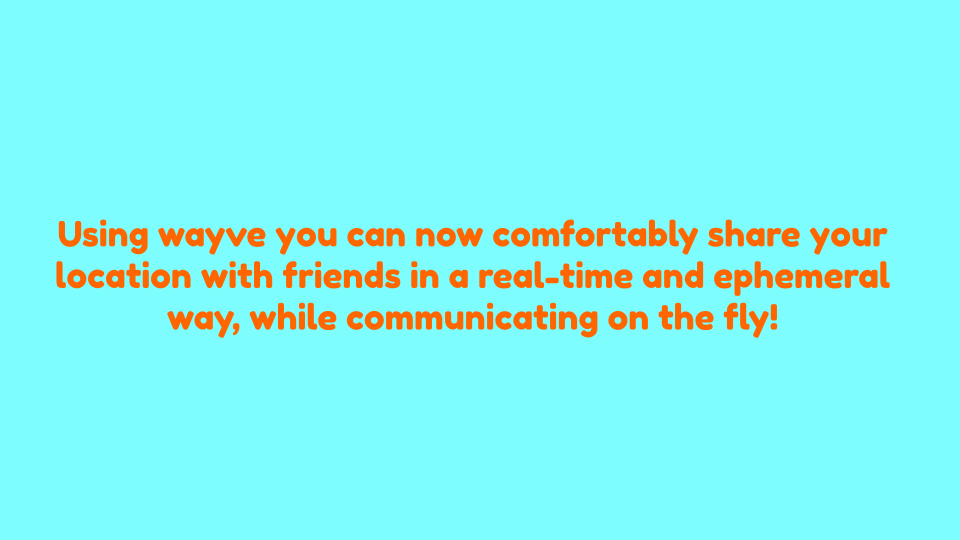 Using wayve you can now comfortably share your
location with friends in a real-time and ephemeral
way, while communicating on the fly!